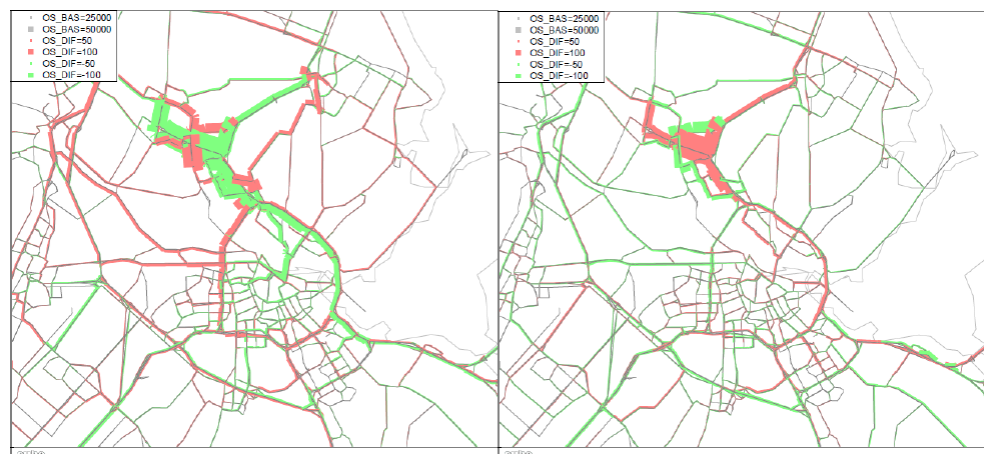 OS_BAS=25000
OS_BAS=50000
OS_DIF=50
OS_DIF=100
OS_DIF=-50
OS_DIF=-100
OS_BAS=25000
OS_BAS=50000
OS_DIF=50
OS_DIF=100
OS_DIF=-50
OS_DIF=-100